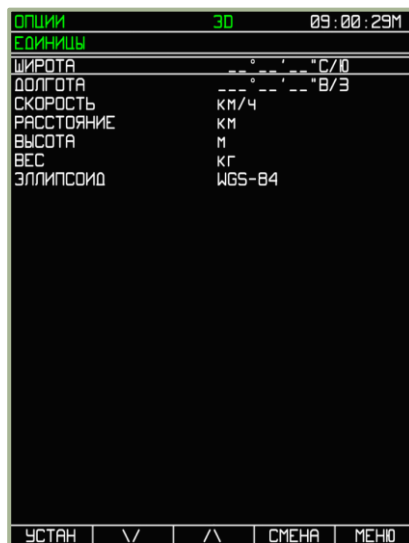 ОПЦИИ 3D 09:00:29М
ЕДИНИЦЫ
ШИРОТА __°__'__"С/Ю
ДОЛГОТА ___°__'__"В/З
СКОРОСТЬ КМ/Ч
РАССТОЯНИЕ КМ
ВЫСОТА М
ВЕС КГ
ЭЛЛИПСОИД WGS-84
УСТАН \/ /\ СМЕНА МЕНЮ